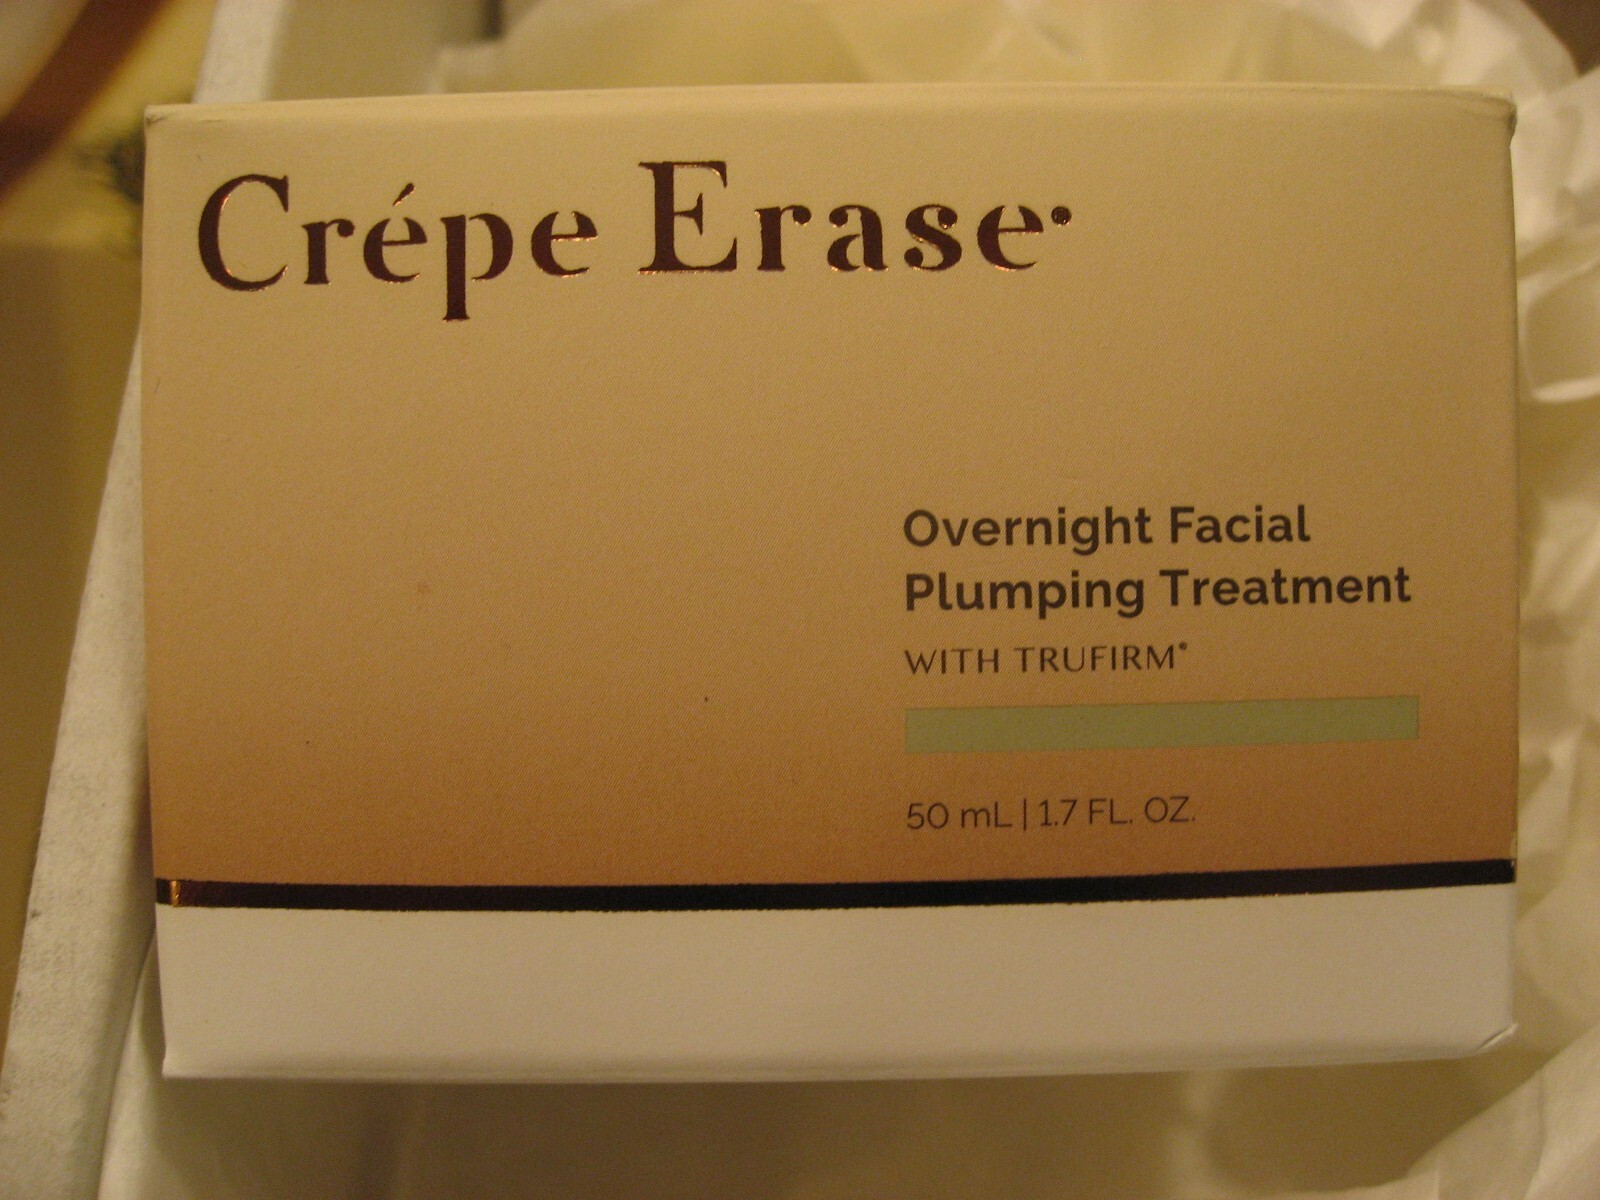 Crépe Erase®
Overnight Facial
Plumping Treatment
WITH TRUFIRM®
50 mL | 1.7 FL. OZ.